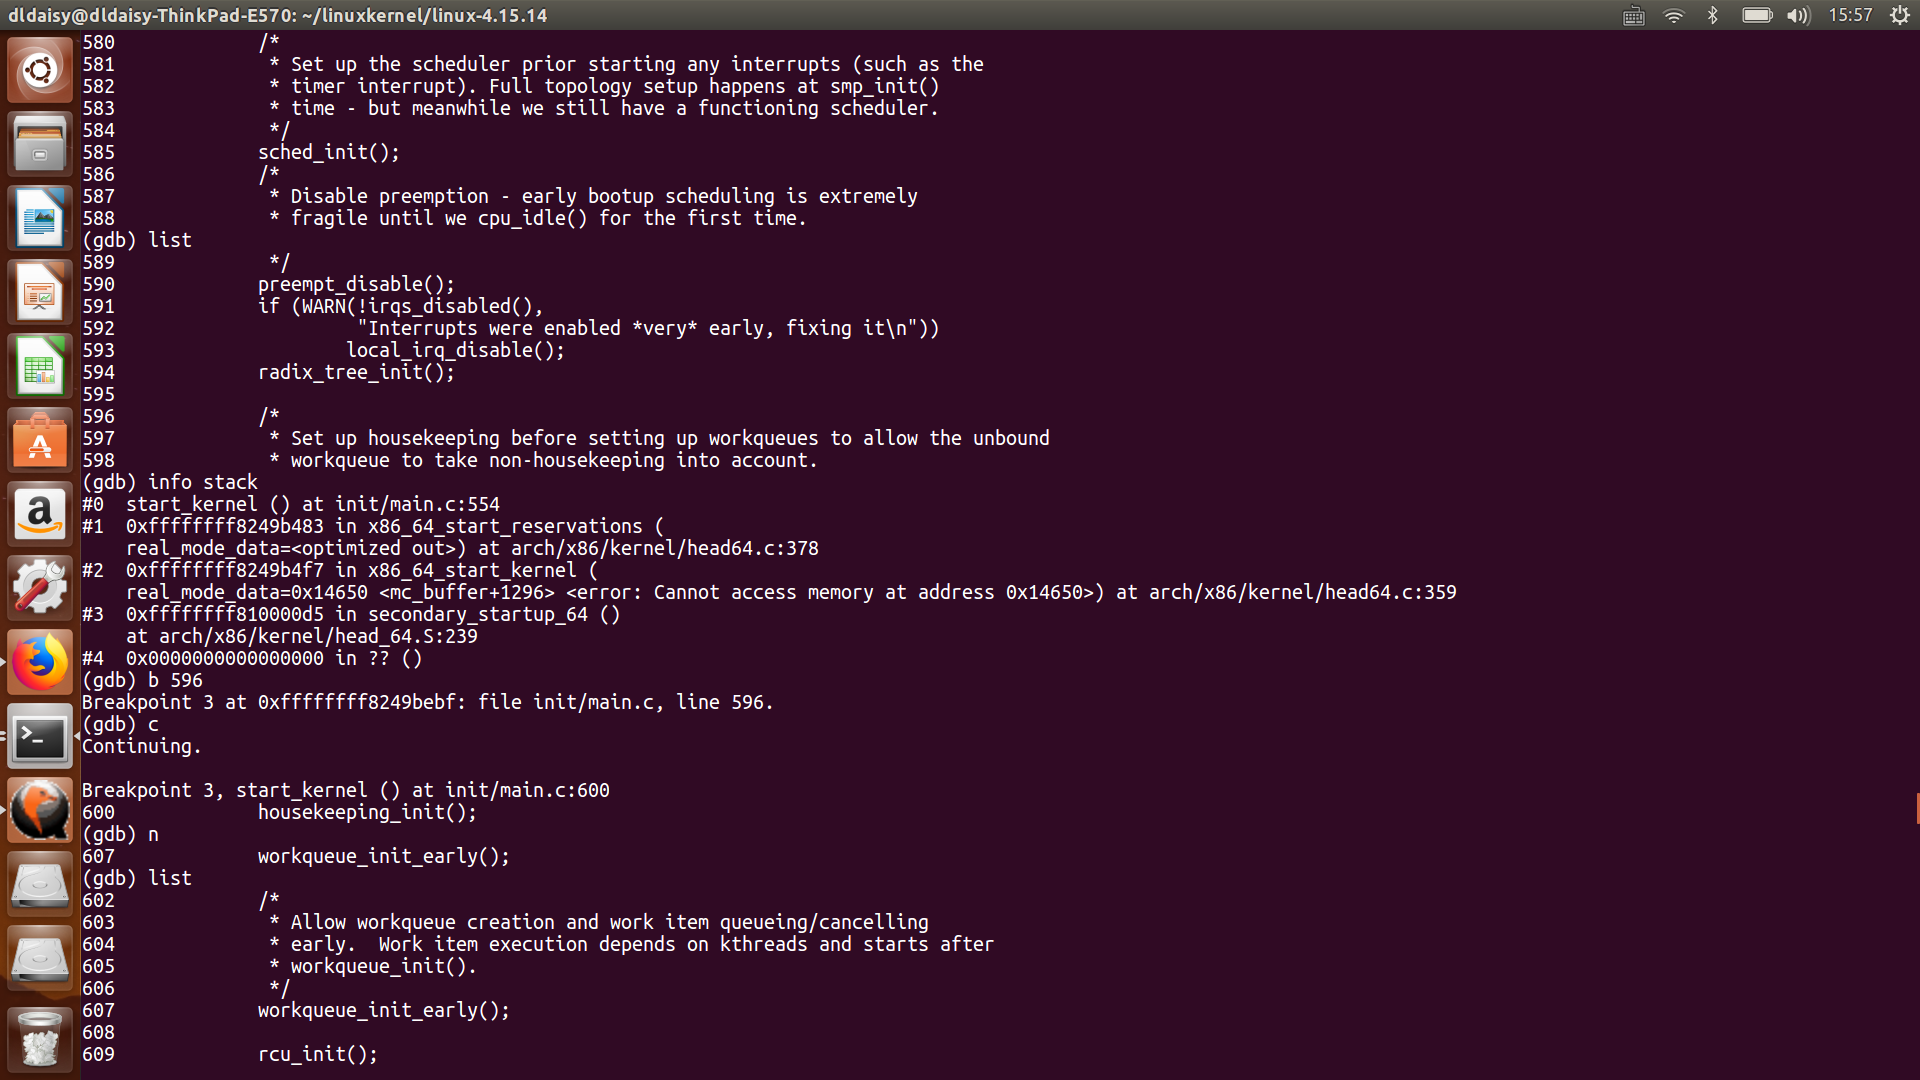 dldaisy@dldaisy-ThinkPad-E570: ~/linuxkernel/linux-4.15.14
15:57
580             /*
581              * Set up the scheduler prior starting any interrupts (such as the
582              * timer interrupt). Full topology setup happens at smp_init()
583              * time - but meanwhile we still have a functioning scheduler.
584              */
585             sched_init();
586             /*
587              * Disable preemption - early bootup scheduling is extremely
588              * fragile until we cpu_idle() for the first time.
(gdb) list
589              */
590             preempt_disable();
591             if (WARN(!irqs_disabled(),
592                      "Interrupts were enabled *very* early, fixing it\n"))
593                     local_irq_disable();
594             radix_tree_init();
595
596             /*
597              * Set up housekeeping before setting up workqueues to allow the unbound
598              * workqueue to take non-housekeeping into account.
(gdb) info stack
#0  start_kernel () at init/main.c:554
#1  0xffffffff8249b483 in x86_64_start_reservations (
    real_mode_data=<optimized out>) at arch/x86/kernel/head64.c:378
#2  0xffffffff8249b4f7 in x86_64_start_kernel (
    real_mode_data=0x14650 <mc_buffer+1296> <error: Cannot access memory at address 0x14650>) at arch/x86/kernel/head64.c:359
#3  0xffffffff810000d5 in secondary_startup_64 ()
    at arch/x86/kernel/head_64.S:239
#4  0x0000000000000000 in ?? ()
(gdb) b 596
Breakpoint 3 at 0xffffffff8249bebf: file init/main.c, line 596.
(gdb) c
Continuing.

Breakpoint 3, start_kernel () at init/main.c:600
600             housekeeping_init();
(gdb) n
607             workqueue_init_early();
(gdb) list
602             /*
603              * Allow workqueue creation and work item queueing/cancelling
604              * early.  Work item execution depends on kthreads and starts after
605              * workqueue_init().
606              */
607             workqueue_init_early();
608
609             rcu_init();